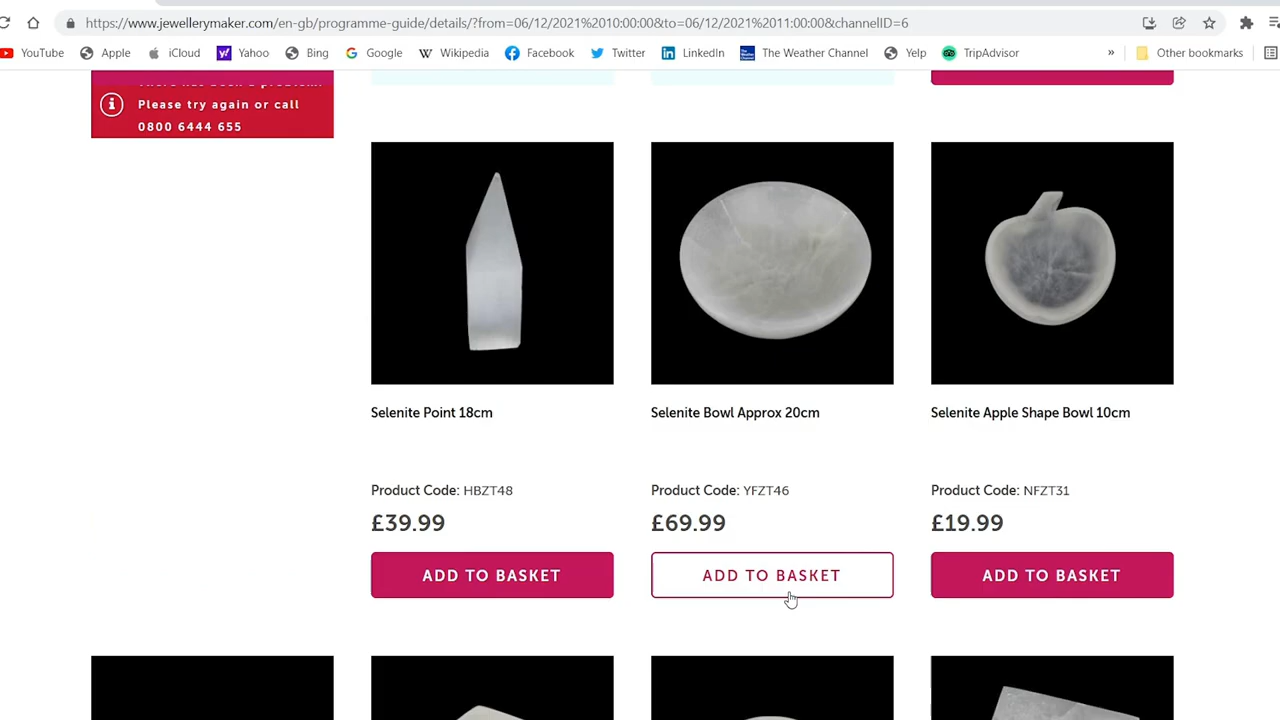 https://www.jewellerymaker.com/en-gb/programme-guide/details/?from=06/12/2021%2010:00:00&to=06/12/2021%2011:00:00&channelID=6
YouTube Apple iCloud Yahoo Bing Google Wikipedia Facebook Twitter LinkedIn The Weather Channel Yelp TripAdvisor » Other bookmarks
There has been a problem.
Please try again or call
0800 6444 655
Selenite Point 18cm
Product Code: HBZT48
£39.99
ADD TO BASKET
Selenite Bowl Approx 20cm
Product Code: YFZT46
£69.99
ADD TO BASKET
Selenite Apple Shape Bowl 10cm
Product Code: NFZT31
£19.99
ADD TO BASKET